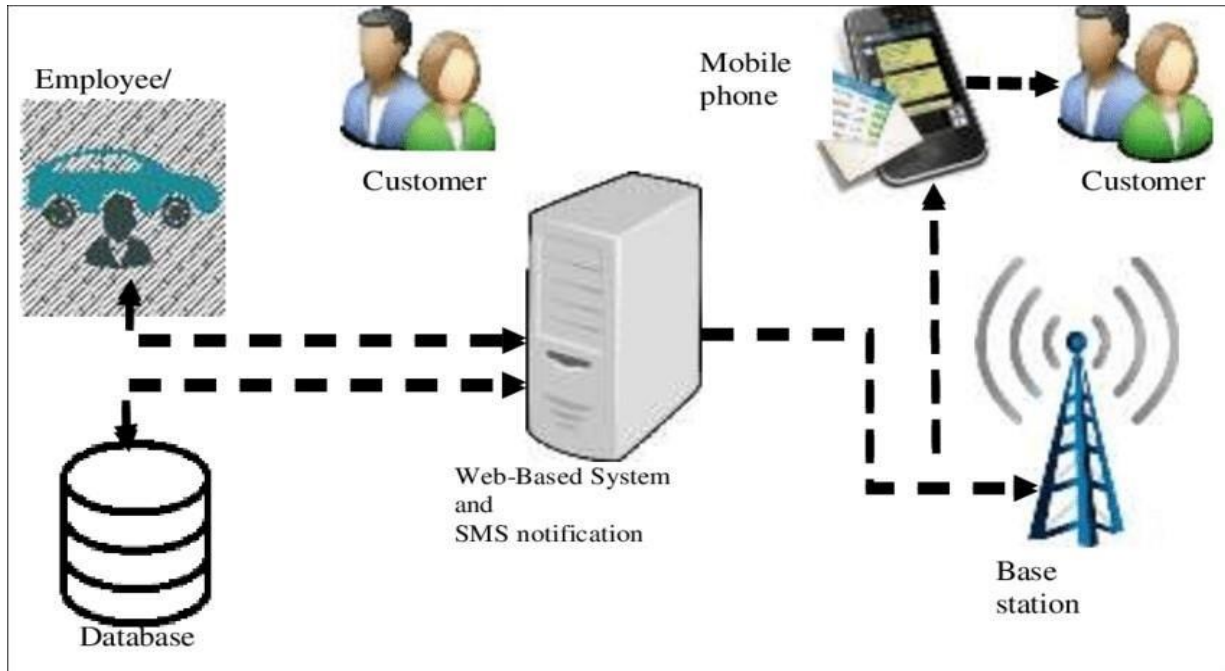 Employee/
Customer
Mobile
phone
Customer
Web-Based System
and
SMS notification
Base
station
Database